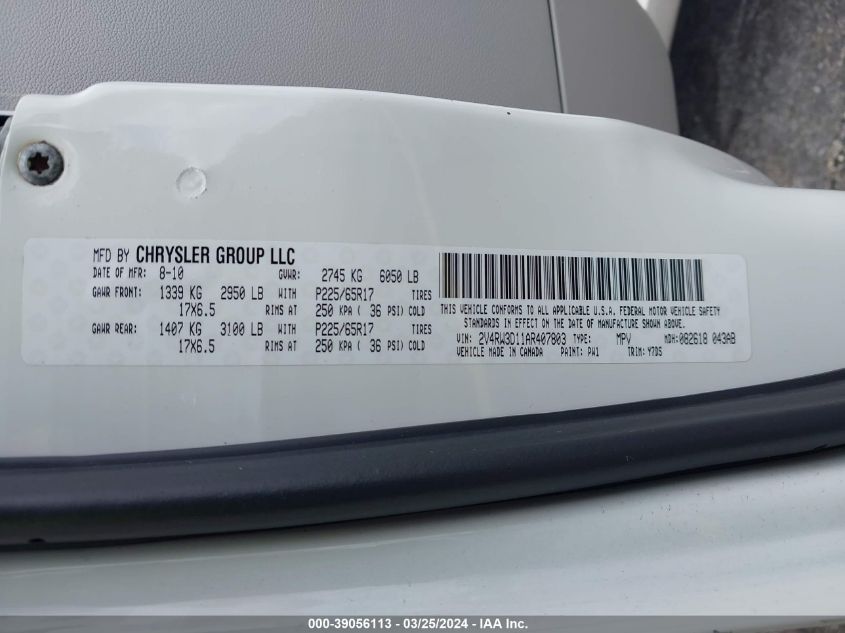 MFD BY CHRYSLER GROUP LLC
DATE OF MFR: 8-10 GVWR: 2745 KG 6050 LB
GAWR FRONT: 1339 KG 2950 LB WITH P225/65R17 TIRES
17X6.5 RIMS AT 250 KPA ( 36 PSI) COLD
GAWR REAR: 1407 KG 3100 LB WITH P225/65R17 TIRES
17X6.5 RIMS AT 250 KPA ( 36 PSI) COLD
THIS VEHICLE CONFORMS TO ALL APPLICABLE U.S.A. FEDERAL MOTOR VEHICLE SAFETY
STANDARDS IN EFFECT ON THE DATE OF MANUFACTURE SHOWN ABOVE.
VIN: 2V4RW3D11AR407803 TYPE: MPV MDH:082618 043AB
VEHICLE MADE IN CANADA PAINT: PW1 TRIM: Y7D5
000-39056113 - 03/25/2024 - IAA Inc.